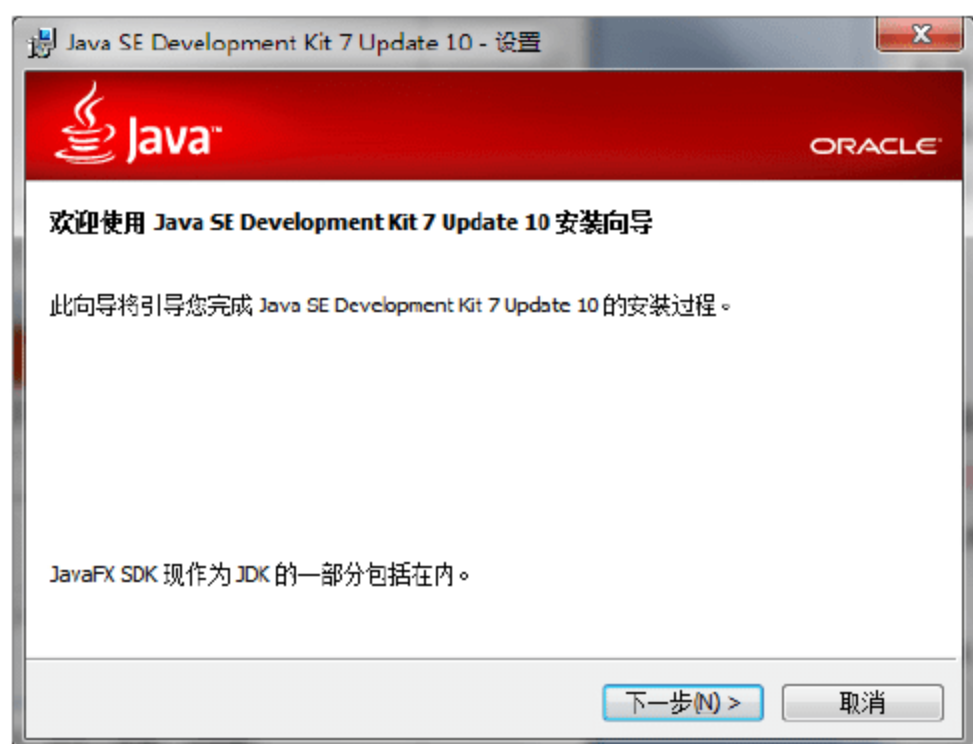 Java SE Development Kit 7 Update 10 - 设置
Java™
ORACLE
欢迎使用 Java SE Development Kit 7 Update 10 安装向导
此向导将引导您完成 Java SE Development Kit 7 Update 10 的安装过程。
JavaFX SDK 现作为 JDK 的一部分包括在内。
下一步(N) >
取消